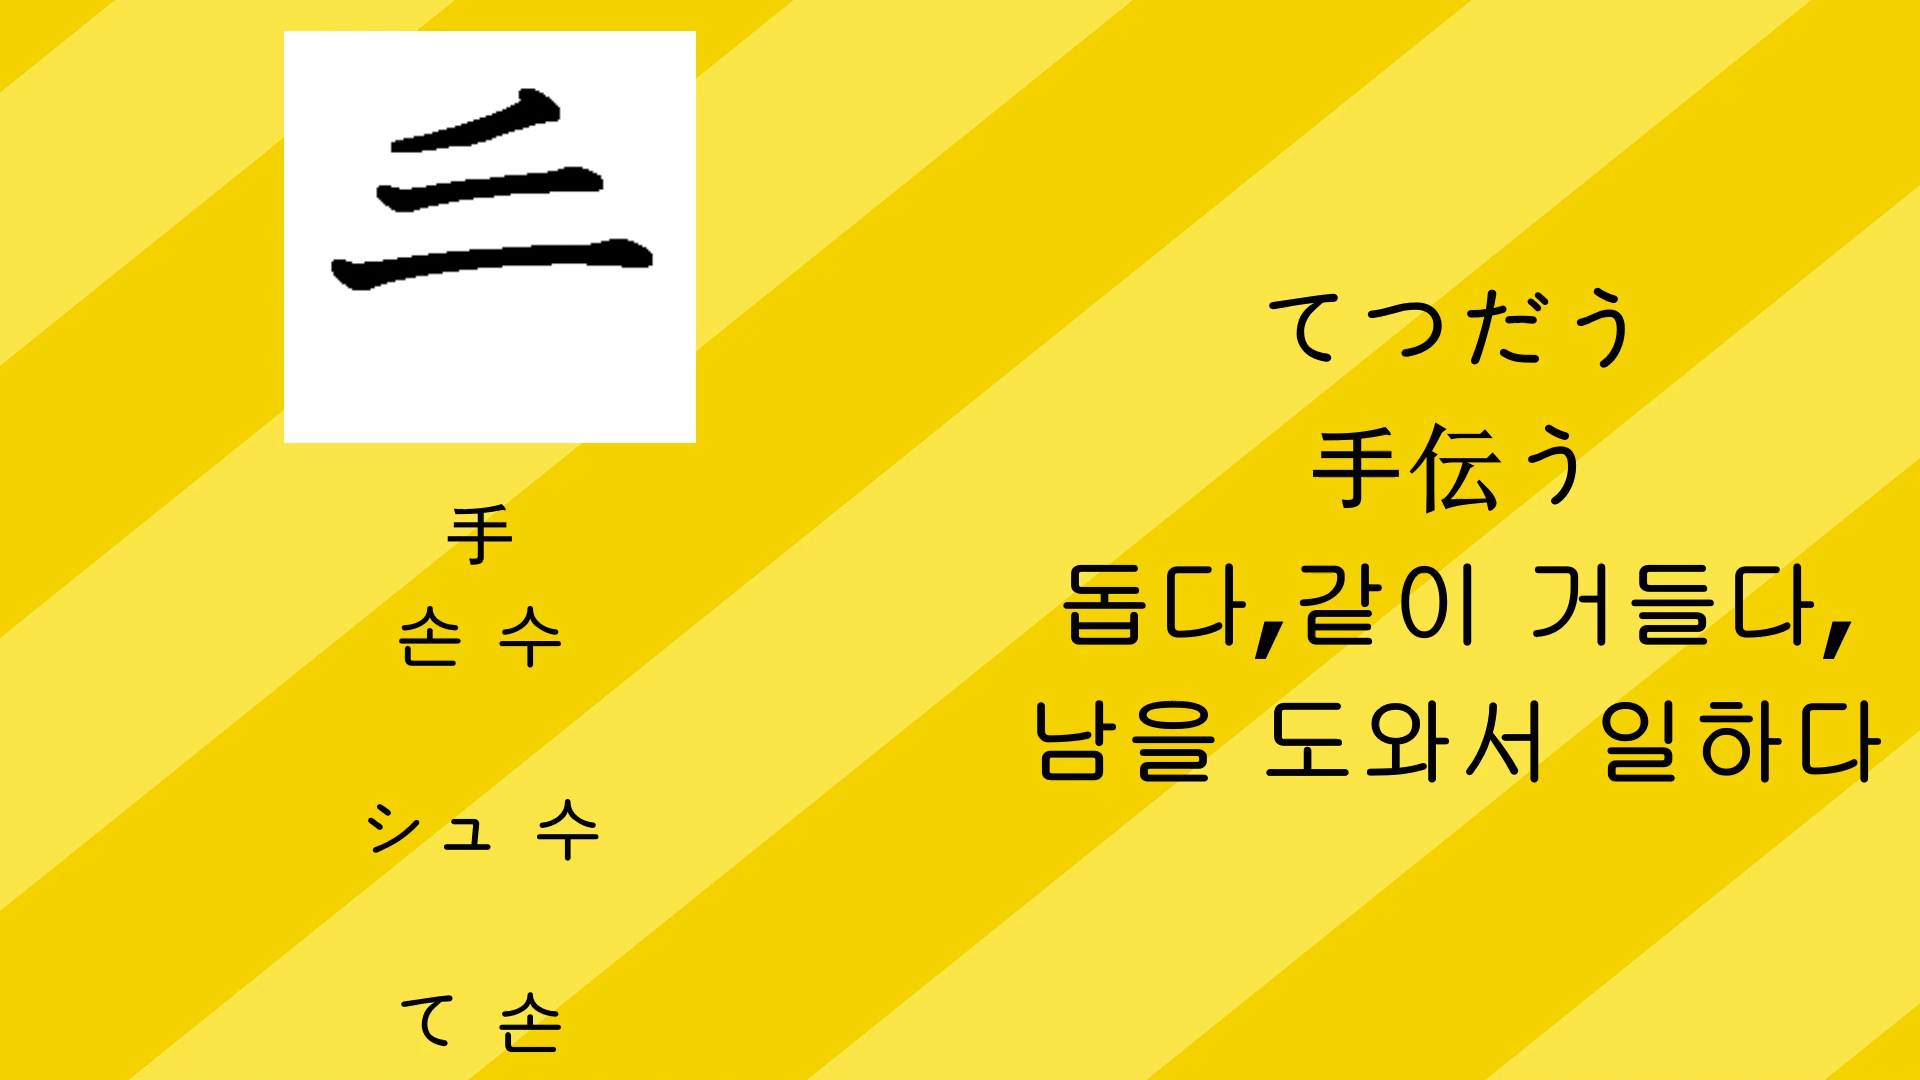 手
손 수
シュ 수
て 손
てつだう
手伝う
돕다,같이 거들다,
남을 도와서 일하다